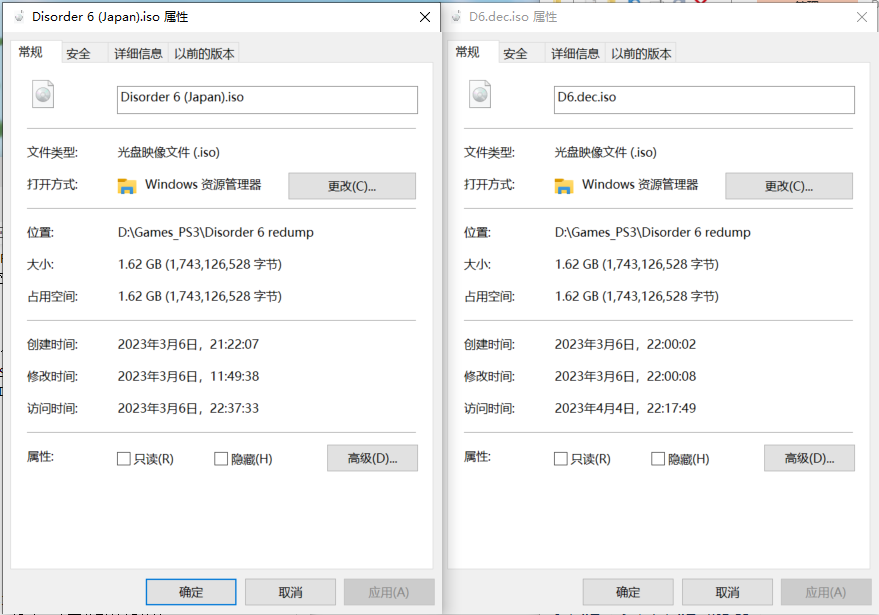 Disorder 6 (Japan).iso 属性
常规
安全
详细信息
以前的版本
Disorder 6 (Japan).iso
文件类型:
光盘映像文件 (.iso)
打开方式:
Windows 资源管理器
更改(C)...
位置:
D:\Games_PS3\Disorder 6 redump
大小:
1.62 GB (1,743,126,528 字节)
占用空间:
1.62 GB (1,743,126,528 字节)
创建时间:
2023年3月6日，21:22:07
修改时间:
2023年3月6日，11:49:38
访问时间:
2023年3月6日，22:37:33
属性:
只读(R)
隐藏(H)
高级(D)...
确定
取消
应用(A)
D6.dec.iso 属性
常规
安全
详细信息
以前的版本
D6.dec.iso
文件类型:
光盘映像文件 (.iso)
打开方式:
Windows 资源管理器
更改(C)...
位置:
D:\Games_PS3\Disorder 6 redump
大小:
1.62 GB (1,743,126,528 字节)
占用空间:
1.62 GB (1,743,126,528 字节)
创建时间:
2023年3月6日，22:00:02
修改时间:
2023年3月6日，22:00:08
访问时间:
2023年4月4日，22:17:49
属性:
只读(R)
隐藏(H)
高级(D)...
确定
取消
应用(A)